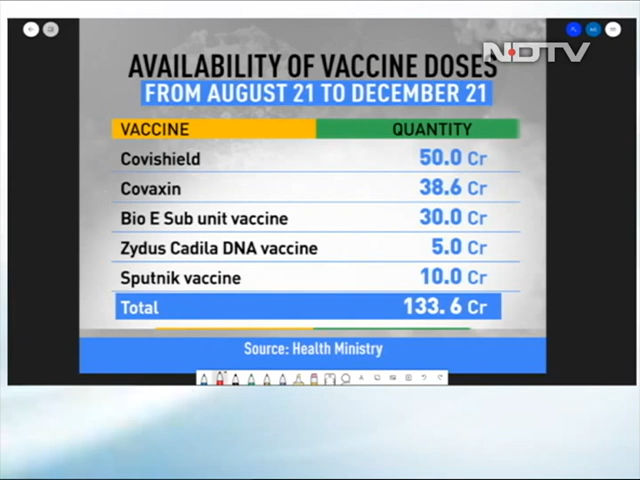 NDTV
AVAILABILITY OF VACCINE DOSES
FROM AUGUST 21 TO DECEMBER 21
VACCINE QUANTITY
Covishield 50.0 Cr
Covaxin 38.6 Cr
Bio E Sub unit vaccine 30.0 Cr
Zydus Cadila DNA vaccine 5.0 Cr
Sputnik vaccine 10.0 Cr
Total 133.6 Cr
Source: Health Ministry